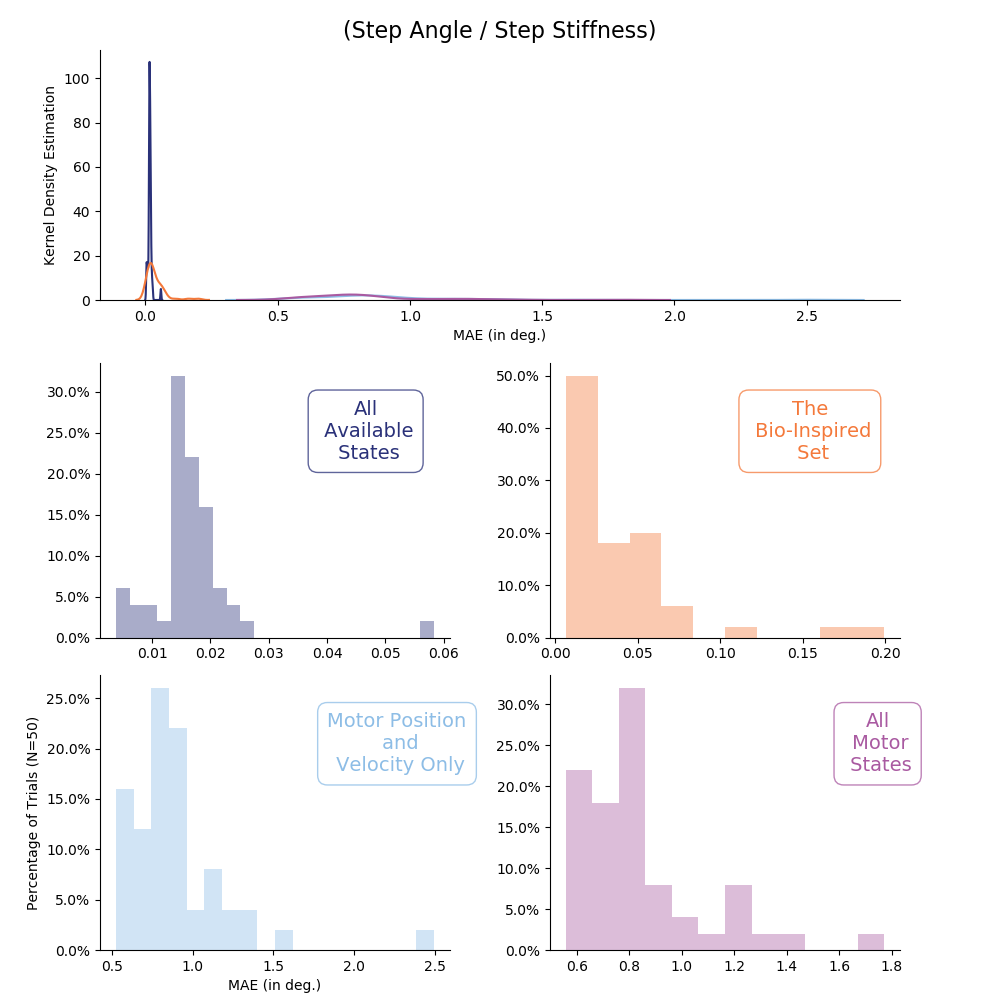 (Step Angle / Step Stiffness)
Kernel Density Estimation
100
80
60
40
20
0
0.0 0.5 1.0 1.5 2.0 2.5
MAE (in deg.)
All
Available
States
30.0%
25.0%
20.0%
15.0%
10.0%
5.0%
0.0%
0.01 0.02 0.03 0.04 0.05 0.06
The
Bio-Inspired
Set
50.0%
40.0%
30.0%
20.0%
10.0%
0.0%
0.00 0.05 0.10 0.15 0.20
Motor Position
and
Velocity Only
Percentage of Trials (N=50)
25.0%
20.0%
15.0%
10.0%
5.0%
0.0%
0.5 1.0 1.5 2.0 2.5
MAE (in deg.)
All
Motor
States
30.0%
25.0%
20.0%
15.0%
10.0%
5.0%
0.0%
0.6 0.8 1.0 1.2 1.4 1.6 1.8